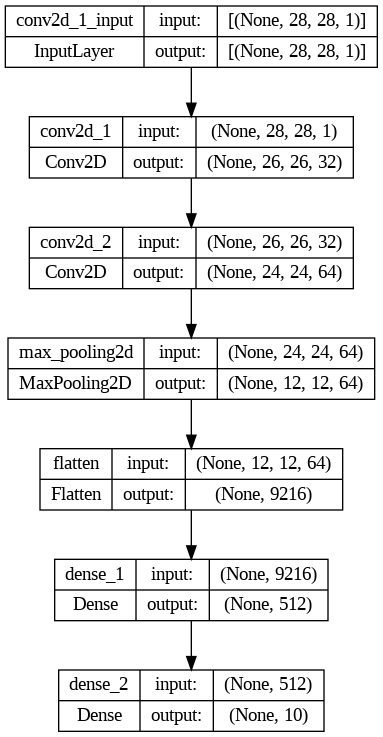 conv2d_1_input input: [(None, 28, 28, 1)]
InputLayer output: [(None, 28, 28, 1)]
conv2d_1 input: (None, 28, 28, 1)
Conv2D output: (None, 26, 26, 32)
conv2d_2 input: (None, 26, 26, 32)
Conv2D output: (None, 24, 24, 64)
max_pooling2d input: (None, 24, 24, 64)
MaxPooling2D output: (None, 12, 12, 64)
flatten input: (None, 12, 12, 64)
Flatten output: (None, 9216)
dense_1 input: (None, 9216)
Dense output: (None, 512)
dense_2 input: (None, 512)
Dense output: (None, 10)